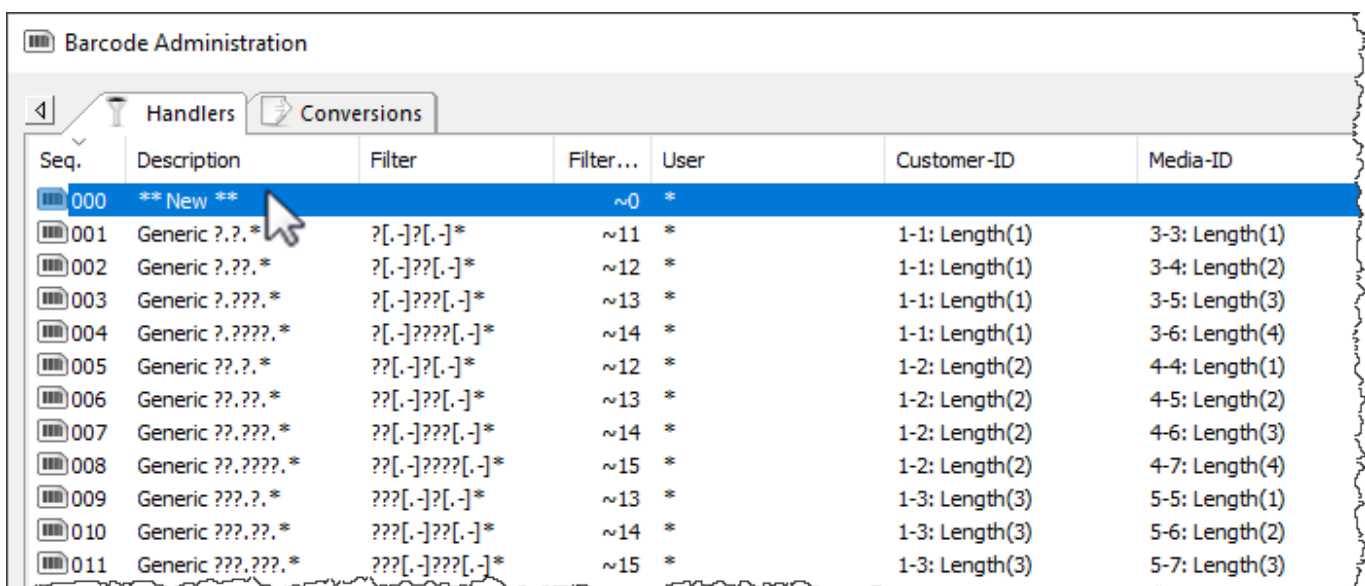 Barcode Administration
Handlers Conversions
Seq. Description Filter Filter... User Customer-ID Media-ID
000 ** New ** ~0 *
001 Generic ?.?.* ?[.-]?[.-]* ~11 * 1-1: Length(1) 3-3: Length(1)
002 Generic ?.??.* ?[.-]??[.-]* ~12 * 1-1: Length(1) 3-4: Length(2)
003 Generic ?.???.* ?[.-]???[.-]* ~13 * 1-1: Length(1) 3-5: Length(3)
004 Generic ?.????.* ?[.-]????[.-]* ~14 * 1-1: Length(1) 3-6: Length(4)
005 Generic ??.?.* ??[.-]?[.-]* ~12 * 1-2: Length(2) 4-4: Length(1)
006 Generic ??.??.* ??[.-]??[.-]* ~13 * 1-2: Length(2) 4-5: Length(2)
007 Generic ??.???.* ??[.-]???[.-]* ~14 * 1-2: Length(2) 4-6: Length(3)
008 Generic ??.????.* ??[.-]????[.-]* ~15 * 1-2: Length(2) 4-7: Length(4)
009 Generic ???.?.* ???[.-]?[.-]* ~13 * 1-3: Length(3) 5-5: Length(1)
010 Generic ???.??.* ???[.-]??[.-]* ~14 * 1-3: Length(3) 5-6: Length(2)
011 Generic ???.???.* ???[.-]???[.-]* ~15 * 1-3: Length(3) 5-7: Length(3)